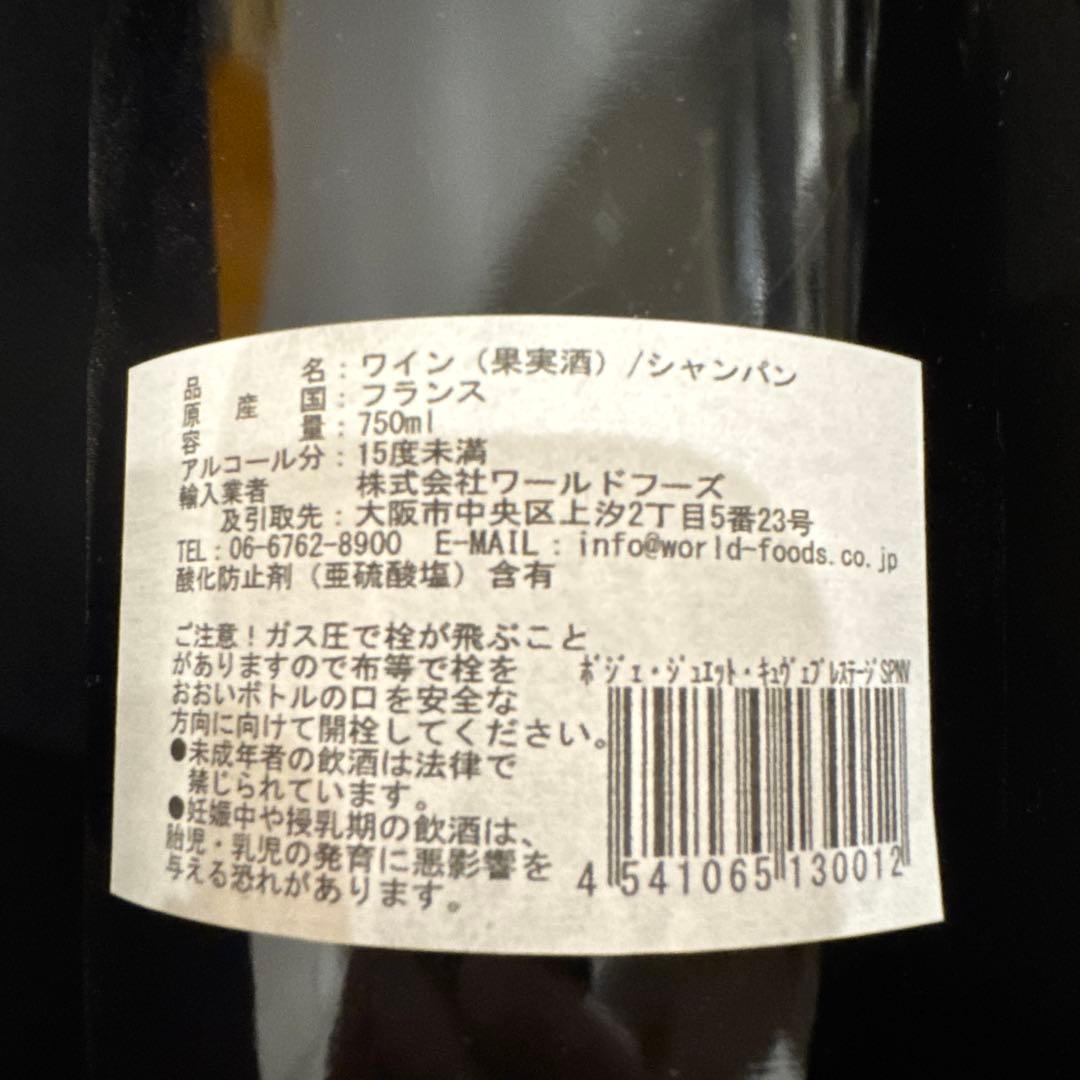 品名：ワイン（果実酒）/シャンパン
原産国：フランス
容量：750ml
アルコール分：15度未満
輸入業者　株式会社ワールドフーズ
及引取先：大阪市中央区上汐2丁目5番23号
TEL：06-6762-8900 E-MAIL：info@world-foods.co.jp
酸化防止剤（亜硫酸塩）含有
ご注意！ガス圧で栓が飛ぶこと
がありますので布等で栓を
おおいボトルの口を安全な
方向に向けて開栓してください。
●未成年者の飲酒は法律で
禁じられています。
●妊娠中や授乳期の飲酒は、
胎児・乳児の発育に悪影響を
与える恐れがあります。
ポジェ・ジュエット・キュヴェプレステージSPNV
4 541065 130012